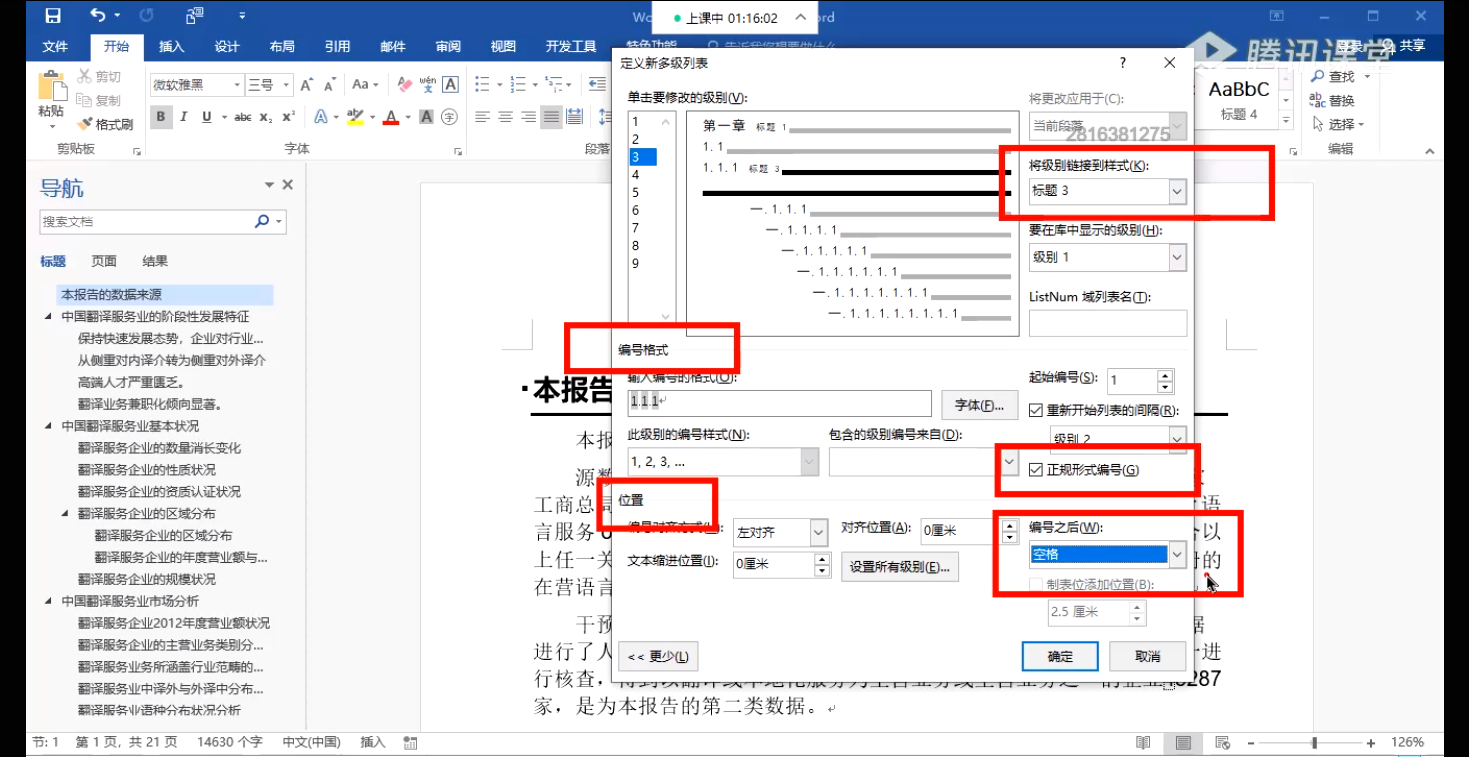 上课中 01:16:02
文件 开始 插入 设计 布局 引用 邮件 审阅 视图 开发工具 特色功能 告诉我您想要做什么 登录 共享
腾讯课堂
剪切
复制
粘贴
格式刷
剪贴板
微软雅黑 三号
字体
段落
AaBbC
标题 4
查找
替换
选择
编辑
导航
搜索文档
标题 页面 结果
本报告的数据来源
中国翻译服务业的阶段性发展特征
保持快速发展态势，企业对行业...
从侧重对内译介转为侧重对外译介
高端人才严重匮乏。
翻译业务兼职化倾向显著。
中国翻译服务业基本状况
翻译服务企业的数量消长变化
翻译服务企业的性质状况
翻译服务企业的资质认证状况
翻译服务企业的区域分布
翻译服务企业的区域分布
翻译服务企业的年度营业额与...
翻译服务企业的规模状况
中国翻译服务业市场分析
翻译服务企业2012年度营业额状况
翻译服务企业的主营业务类别分...
翻译服务业务所涵盖行业范畴的...
翻译服务业中译外与外译中分布...
翻译服务业语种分布状况分析
定义新多级列表
?
单击要修改的级别(V):
1
2
3
4
5
6
7
8
9
第一章 标题 1
1.1
1.1.1 标题 3
一.1.1.1
一.1.1.1.1
一.1.1.1.1.1
一.1.1.1.1.1.1
一.1.1.1.1.1.1.1
一.1.1.1.1.1.1.1.1
将更改应用于(C):
当前段落
2816381275
将级别链接到样式(K):
标题 3
要在库中显示的级别(H):
级别 1
ListNum 域列表名(T):
编号格式
输入编号的格式(O):
1.1.1
字体(F)...
起始编号(S): 1
重新开始列表的间隔(R):
级别 2
此级别的编号样式(N):
包含的级别编号来自(D):
1, 2, 3, ...
正规形式编号(G)
位置
编号对齐方式(U): 左对齐 对齐位置(A): 0厘米
文本缩进位置(I): 0厘米 设置所有级别(E)...
编号之后(W):
空格
制表位添加位置(B):
2.5 厘米
<< 更少(L) 确定 取消
本报告
本报
源数
工商总局 语
言服务 以
上任一关 的
在营语言
干预
进行了人 进
行核查，
家，是为本报告的第二类数据。
节: 1 第 1 页，共 21 页 14630 个字 中文(中国) 插入 126%